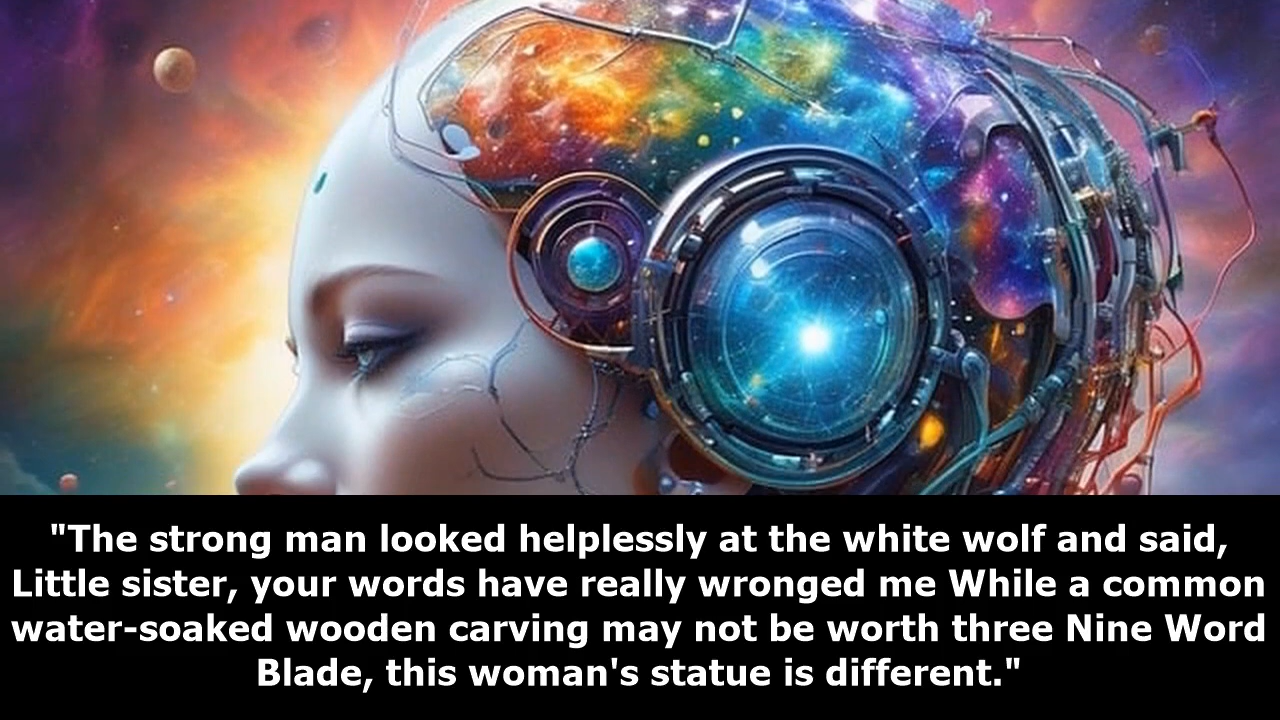 "The strong man looked helplessly at the white wolf and said,
Little sister, your words have really wronged me While a common
water-soaked wooden carving may not be worth three Nine Word
Blade, this woman's statue is different."